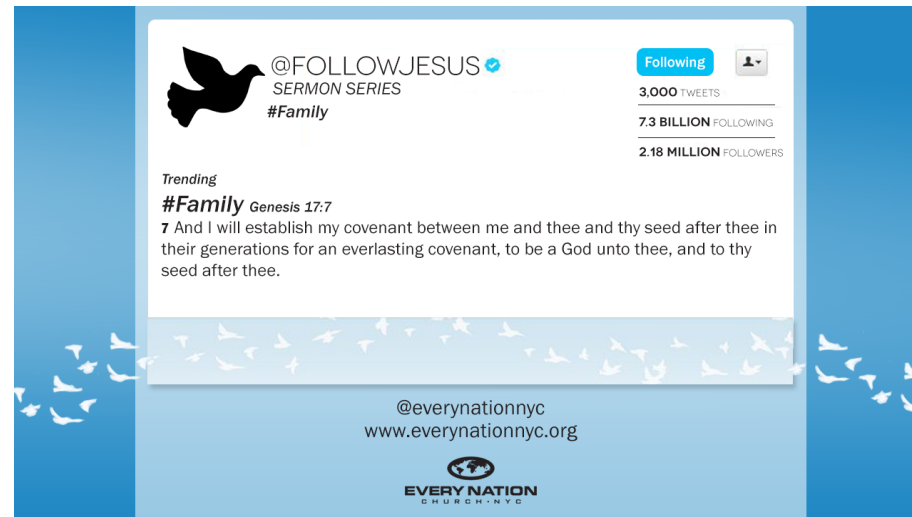 @FOLLOWJESUS
SERMON SERIES
#Family
Following
3,000 TWEETS
7.3 BILLION FOLLOWING
2.18 MILLION FOLLOWERS
Trending
#Family Genesis 17:7
7 And I will establish my covenant between me and thee and thy seed after thee in
their generations for an everlasting covenant, to be a God unto thee, and to thy
seed after thee.
@everynationnyc
www.everynationnyc.org
EVERY NATION
CHURCH·NYC